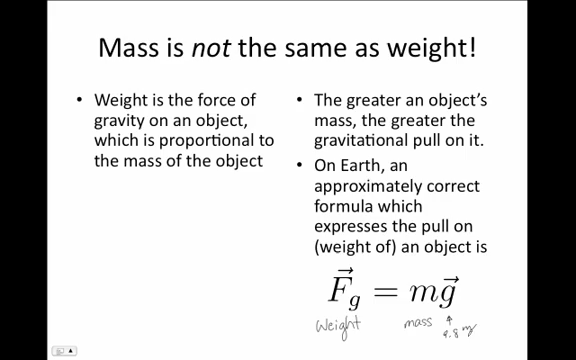 Mass is not the same as weight!
• Weight is the force of
gravity on an object,
which is proportional to
the mass of the object
• The greater an object's
mass, the greater the
gravitational pull on it.
• On Earth, an
approximately correct
formula which
expresses the pull on
(weight of) an object is
F⃗g = mg⃗
Weight mass ↑
9.8